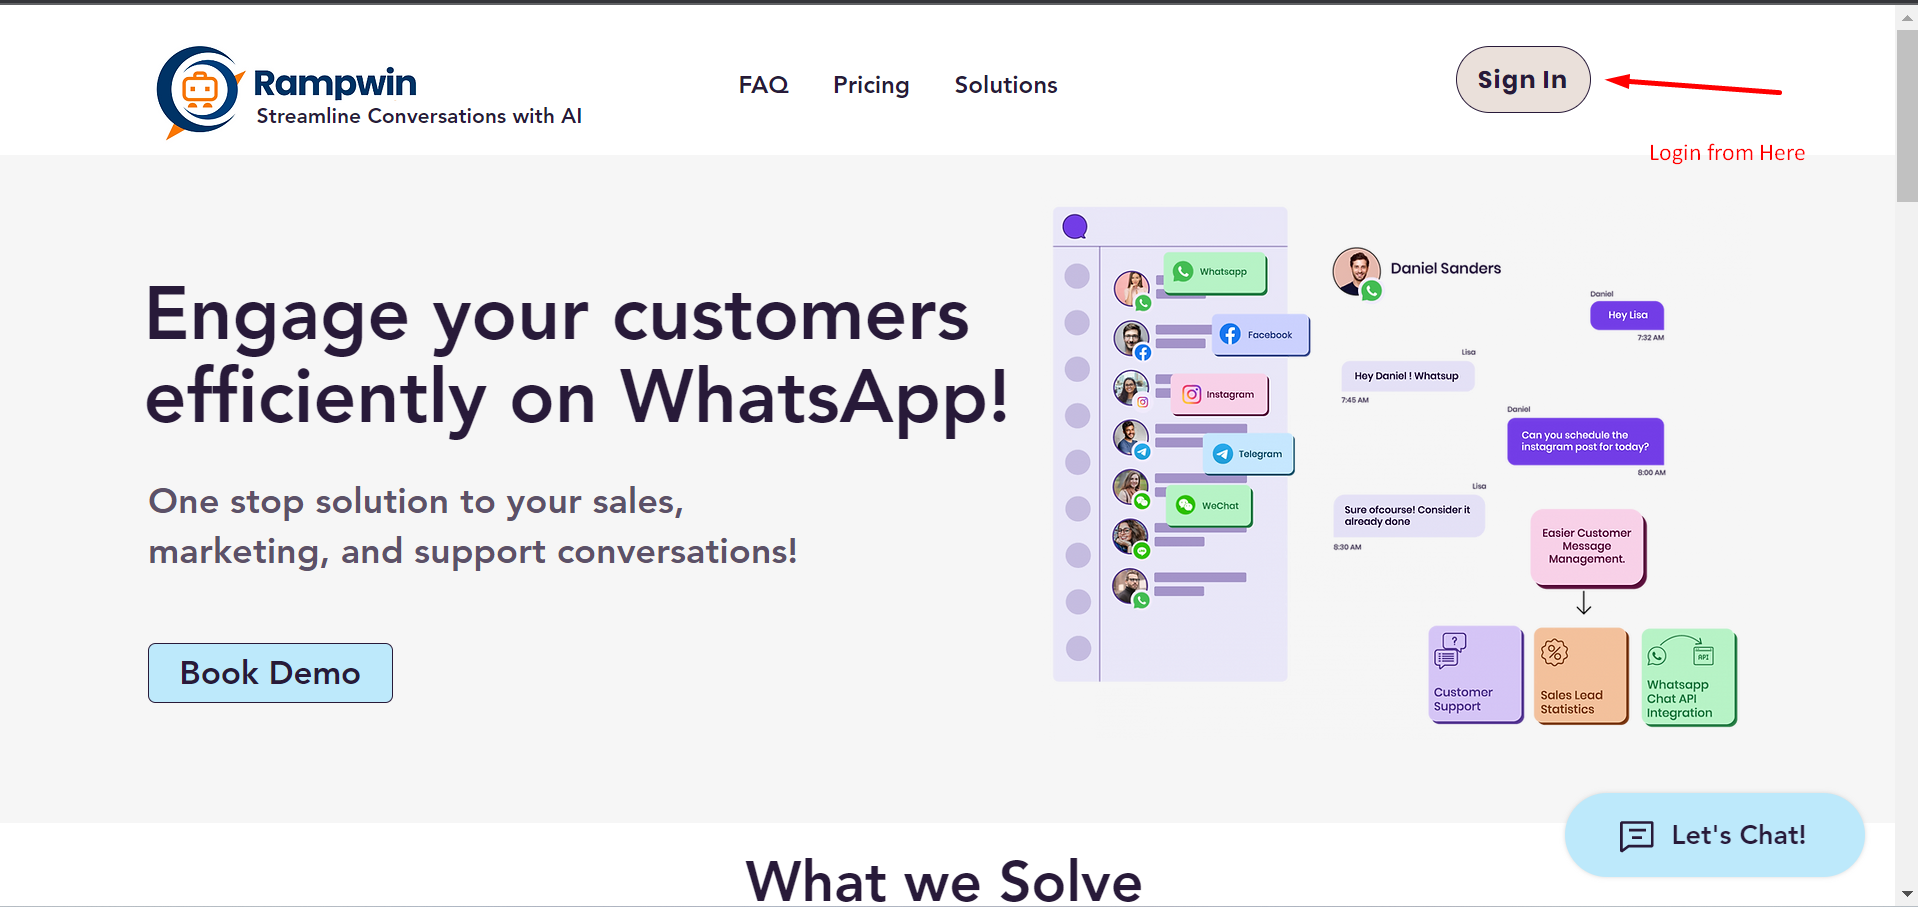 Rampwin
Streamline Conversations with AI
FAQ
Pricing
Solutions
Sign In
Login from Here
Engage your customers
efficiently on WhatsApp!
One stop solution to your sales,
marketing, and support conversations!
Book Demo
Whatsapp
Facebook
Instagram
Telegram
WeChat
Daniel Sanders
Daniel
Hey Lisa
7:32 AM
Lisa
Hey Daniel ! Whatsup
7:45 AM
Daniel
Can you schedule the
instagram post for today?
8:00 AM
Lisa
Sure ofcourse! Consider it
already done
8:30 AM
Easier Customer
Message
Management.
?
Customer
Support
%
Sales Lead
Statistics
API
Whatsapp
Chat API
Integration
Let's Chat!
What we Solve